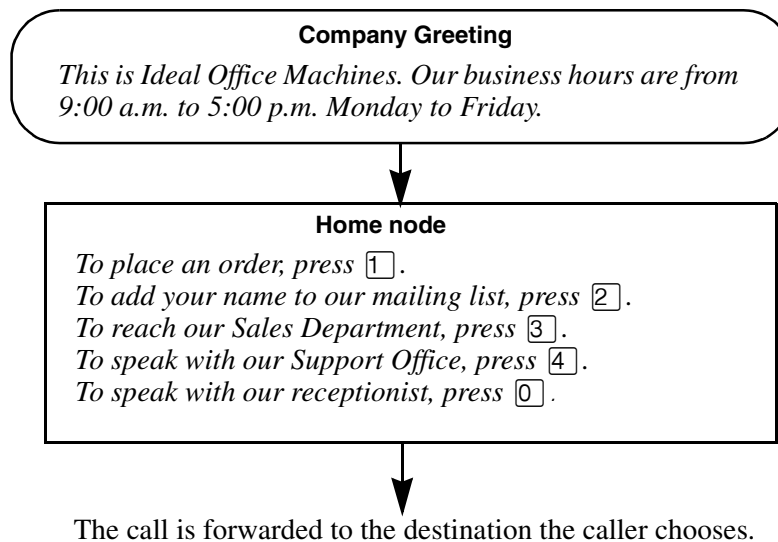 Company Greeting
This is Ideal Office Machines. Our business hours are from
9:00 a.m. to 5:00 p.m. Monday to Friday.
Home node
To place an order, press 1 .
To add your name to our mailing list, press 2 .
To reach our Sales Department, press 3 .
To speak with our Support Office, press 4 .
To speak with our receptionist, press 0 .
The call is forwarded to the destination the caller chooses.